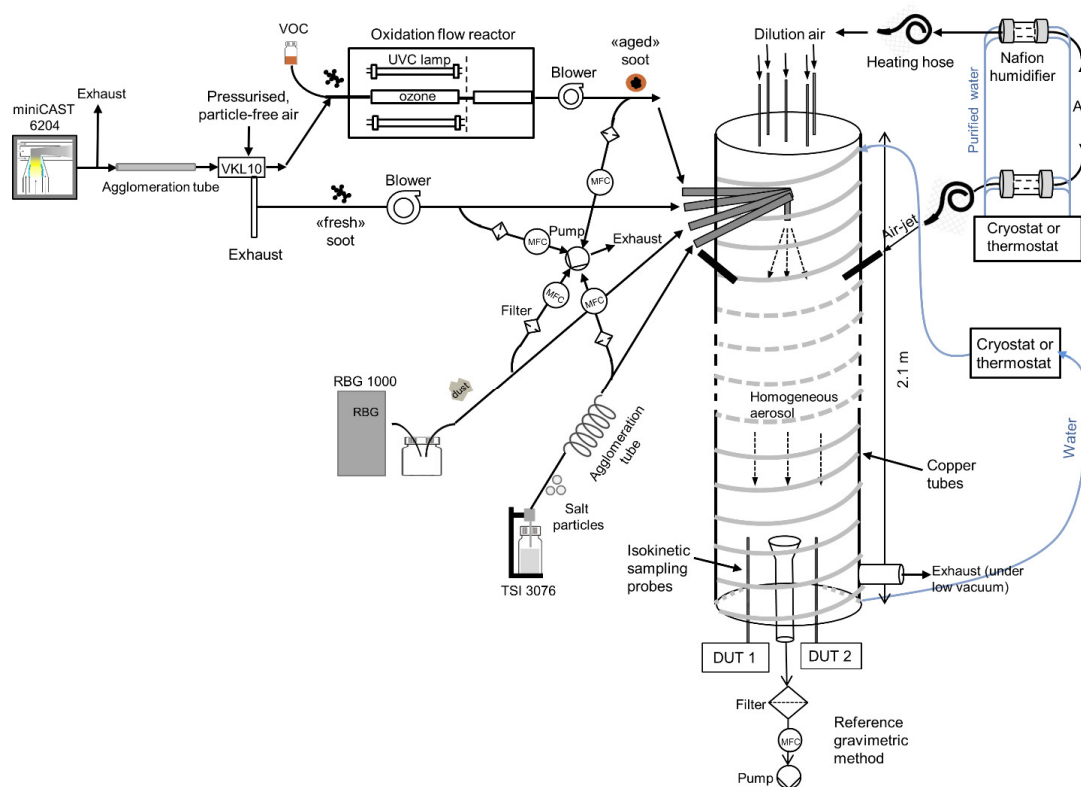 VOC
Oxidation flow reactor
UVC lamp
ozone
Blower
«aged»
soot
Dilution air
Heating hose
Nafion
humidifier
Purified water
A
miniCAST
6204
Exhaust
Pressurised,
particle-free air
Agglomeration tube
VKL10
Exhaust
«fresh»
soot
Blower
MFC
MFC
Pump
Exhaust
MFC
MFC
Filter
Air-jet
Cryostat or
thermostat
Cryostat or
thermostat
2.1 m
Water
RBG 1000
RBG
dust
Agglomeration
tube
Salt
particles
TSI 3076
Homogeneous
aerosol
Copper
tubes
Isokinetic
sampling
probes
Exhaust (under
low vacuum)
DUT 1
DUT 2
Filter
MFC
Pump
Reference
gravimetric
method